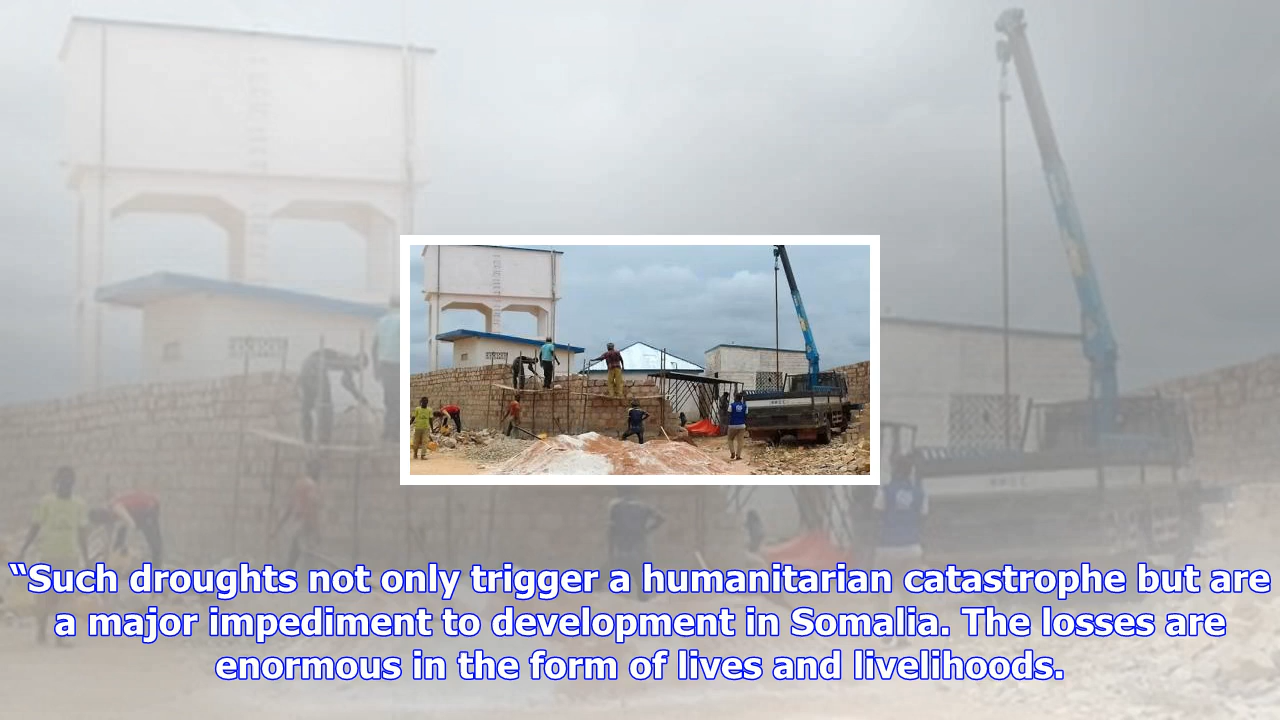 “Such droughts not only trigger a humanitarian catastrophe but are
a major impediment to development in Somalia. The losses are
enormous in the form of lives and livelihoods.